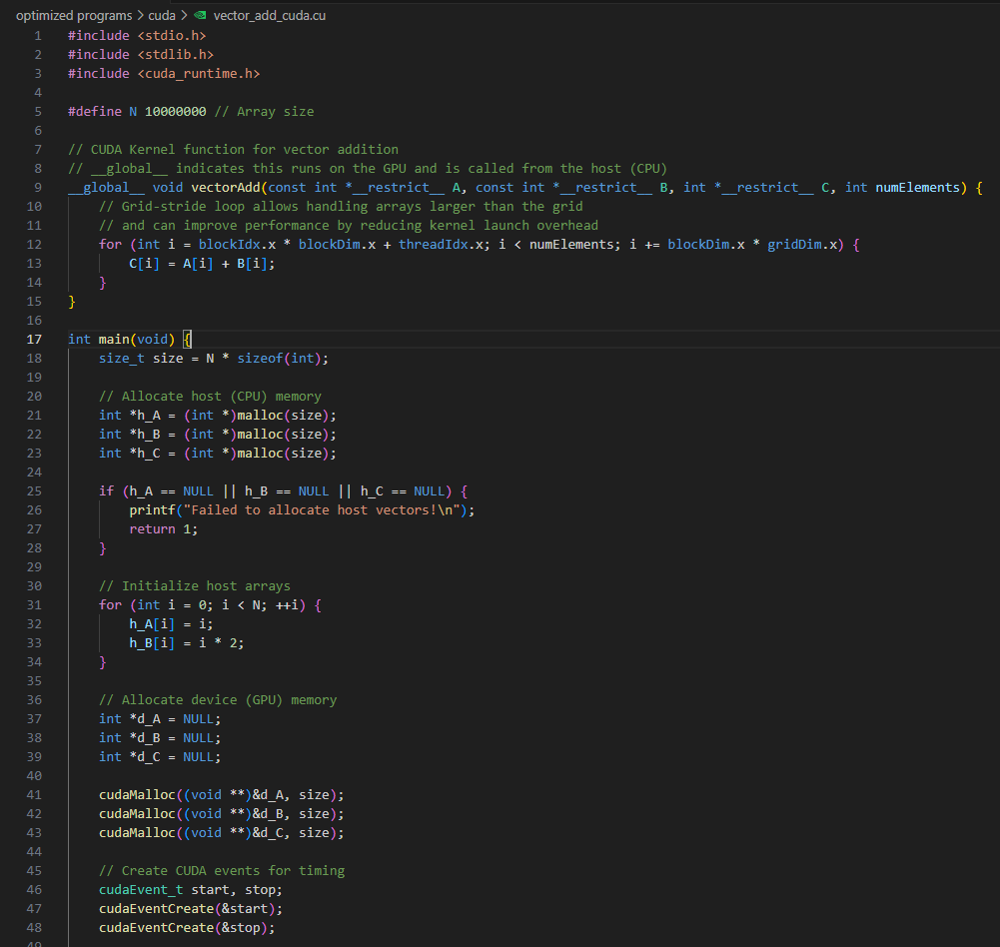 optimized programs > cuda > vector_add_cuda.cu
1 #include <stdio.h>
2 #include <stdlib.h>
3 #include <cuda_runtime.h>
4
5 #define N 10000000 // Array size
6
7 // CUDA Kernel function for vector addition
8 // __global__ indicates this runs on the GPU and is called from the host (CPU)
9 __global__ void vectorAdd(const int *__restrict__ A, const int *__restrict__ B, int *__restrict__ C, int numElements) {
10     // Grid-stride loop allows handling arrays larger than the grid
11     // and can improve performance by reducing kernel launch overhead
12     for (int i = blockIdx.x * blockDim.x + threadIdx.x; i < numElements; i += blockDim.x * gridDim.x) {
13         C[i] = A[i] + B[i];
14     }
15 }
16
17 int main(void) {
18     size_t size = N * sizeof(int);
19
20     // Allocate host (CPU) memory
21     int *h_A = (int *)malloc(size);
22     int *h_B = (int *)malloc(size);
23     int *h_C = (int *)malloc(size);
24
25     if (h_A == NULL || h_B == NULL || h_C == NULL) {
26         printf("Failed to allocate host vectors!\n");
27         return 1;
28     }
29
30     // Initialize host arrays
31     for (int i = 0; i < N; ++i) {
32         h_A[i] = i;
33         h_B[i] = i * 2;
34     }
35
36     // Allocate device (GPU) memory
37     int *d_A = NULL;
38     int *d_B = NULL;
39     int *d_C = NULL;
40
41     cudaMalloc((void **)&d_A, size);
42     cudaMalloc((void **)&d_B, size);
43     cudaMalloc((void **)&d_C, size);
44
45     // Create CUDA events for timing
46     cudaEvent_t start, stop;
47     cudaEventCreate(&start);
48     cudaEventCreate(&stop);
49